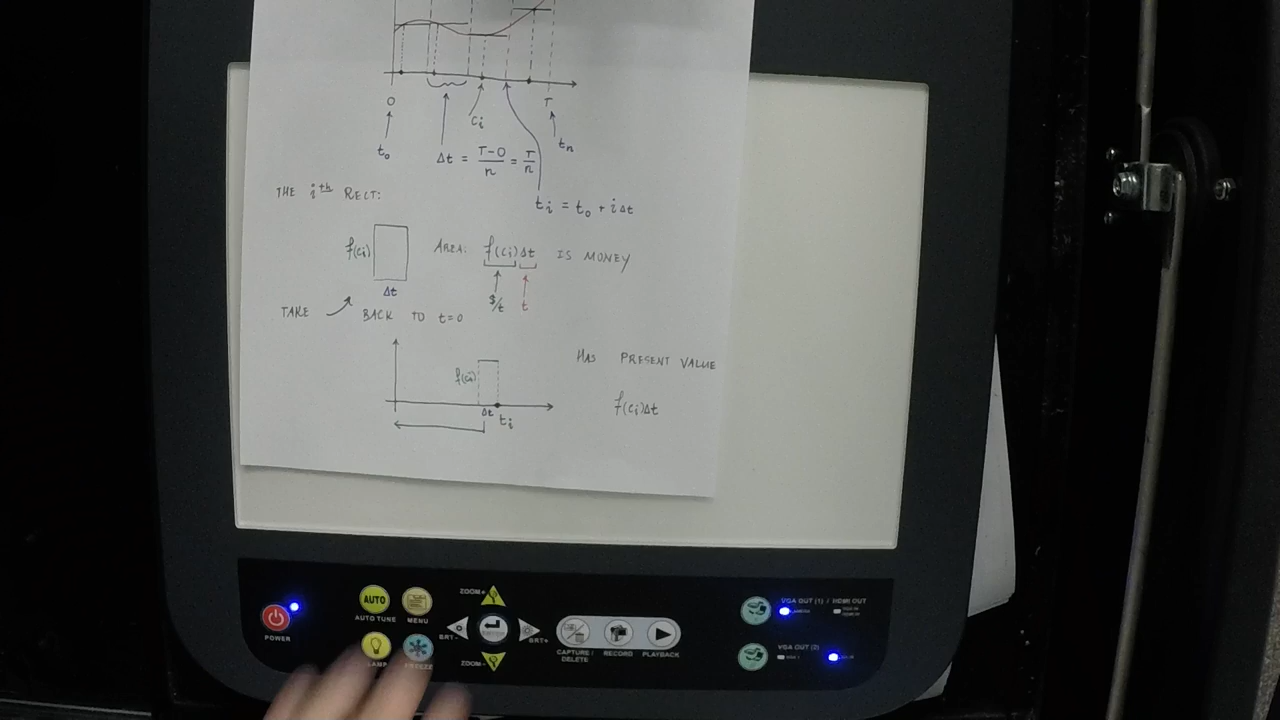 0 T
t₀ Cᵢ tₙ
Δt = T-0/n = T/n
tᵢ = t₀ + iΔt
THE iᵗʰ RECT:
f(cᵢ) AREA: f(cᵢ)Δt IS MONEY
Δt $/t t
TAKE BACK TO t=0
HAS PRESENT VALUE
f(cᵢ)
f(cᵢ)Δt
Δt tᵢ
POWER
AUTO
AUTO TUNE
MENU
LAMP
FREEZE
ZOOM+
BRT- BRT+
ZOOM-
CAPTURE / DELETE
RECORD
PLAYBACK
VGA OUT (1) / HDMI OUT
VGA OUT (2)